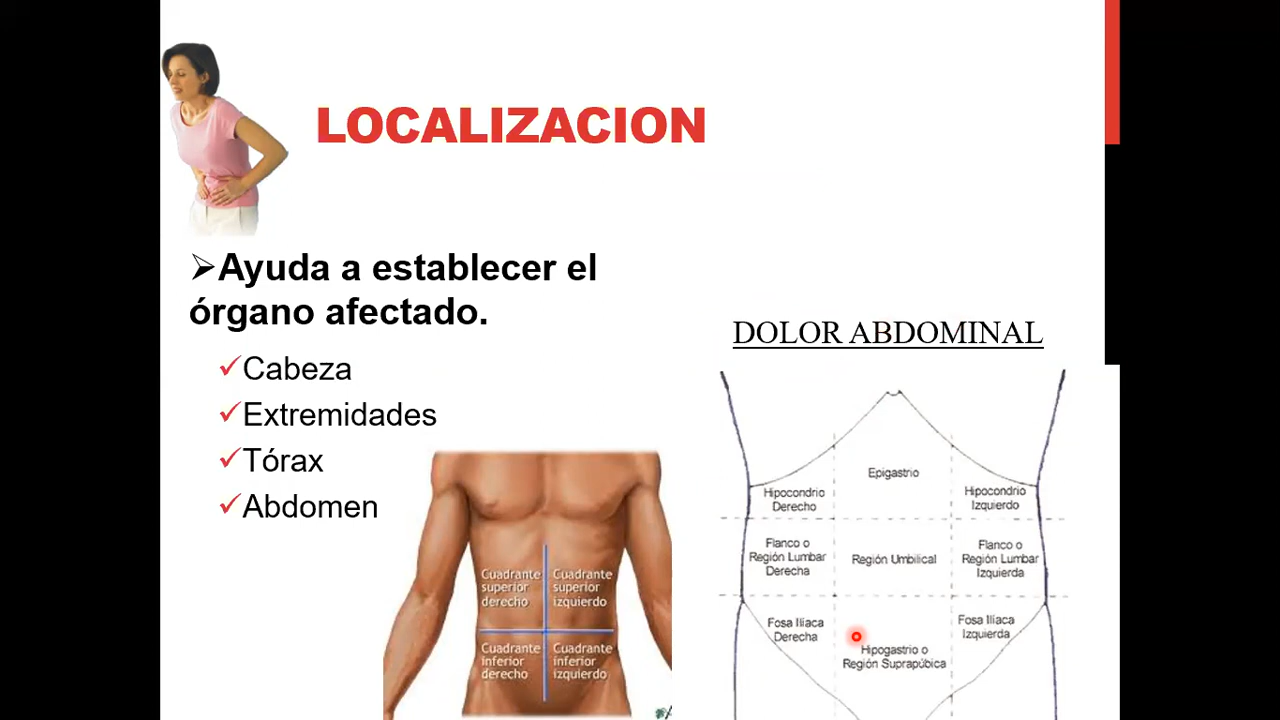 LOCALIZACION
➢Ayuda a establecer el
órgano afectado.
✓Cabeza
✓Extremidades
✓Tórax
✓Abdomen
Cuadrante
superior
derecho
Cuadrante
superior
izquierdo
Cuadrante
inferior
derecho
Cuadrante
inferior
izquierdo
DOLOR ABDOMINAL
Epigastrio
Hipocondrio
Derecho
Hipocondrio
Izquierdo
Flanco o
Región Lumbar
Derecha
Región Umbilical
Flanco o
Región Lumbar
Izquierda
Fosa Ilíaca
Derecha
Hipogastrio o
Región Suprapúbica
Fosa Ilíaca
Izquierda